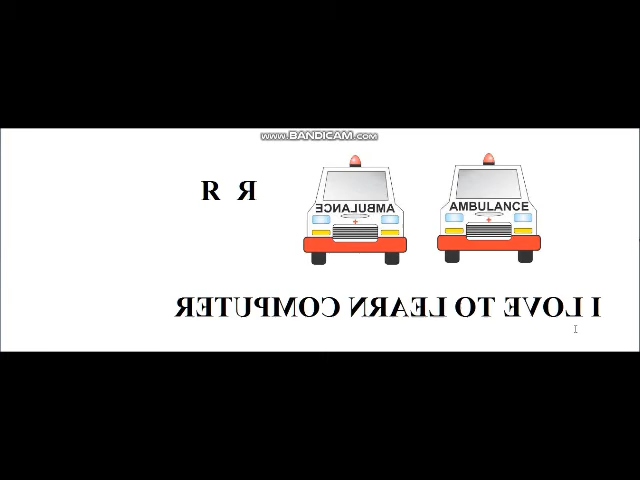 WWW.BANDICAM.COM
R R
AMBULANCE AMBULANCE
I LOVE TO LEARN COMPUTER